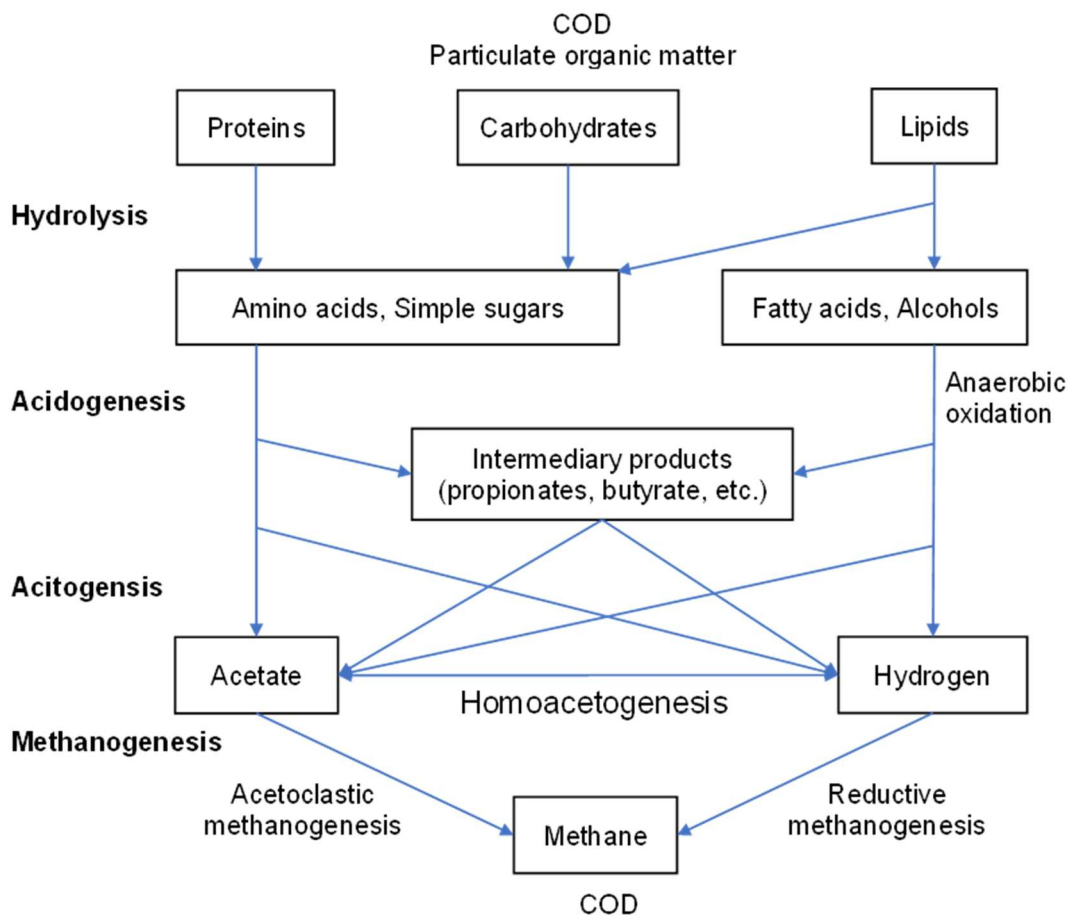 COD
Particulate organic matter
Proteins
Carbohydrates
Lipids
Hydrolysis
Amino acids, Simple sugars
Fatty acids, Alcohols
Acidogenesis
Anaerobic
oxidation
Intermediary products
(propionates, butyrate, etc.)
Acitogensis
Acetate
Homoacetogenesis
Hydrogen
Methanogenesis
Acetoclastic
methanogenesis
Reductive
methanogenesis
Methane
COD